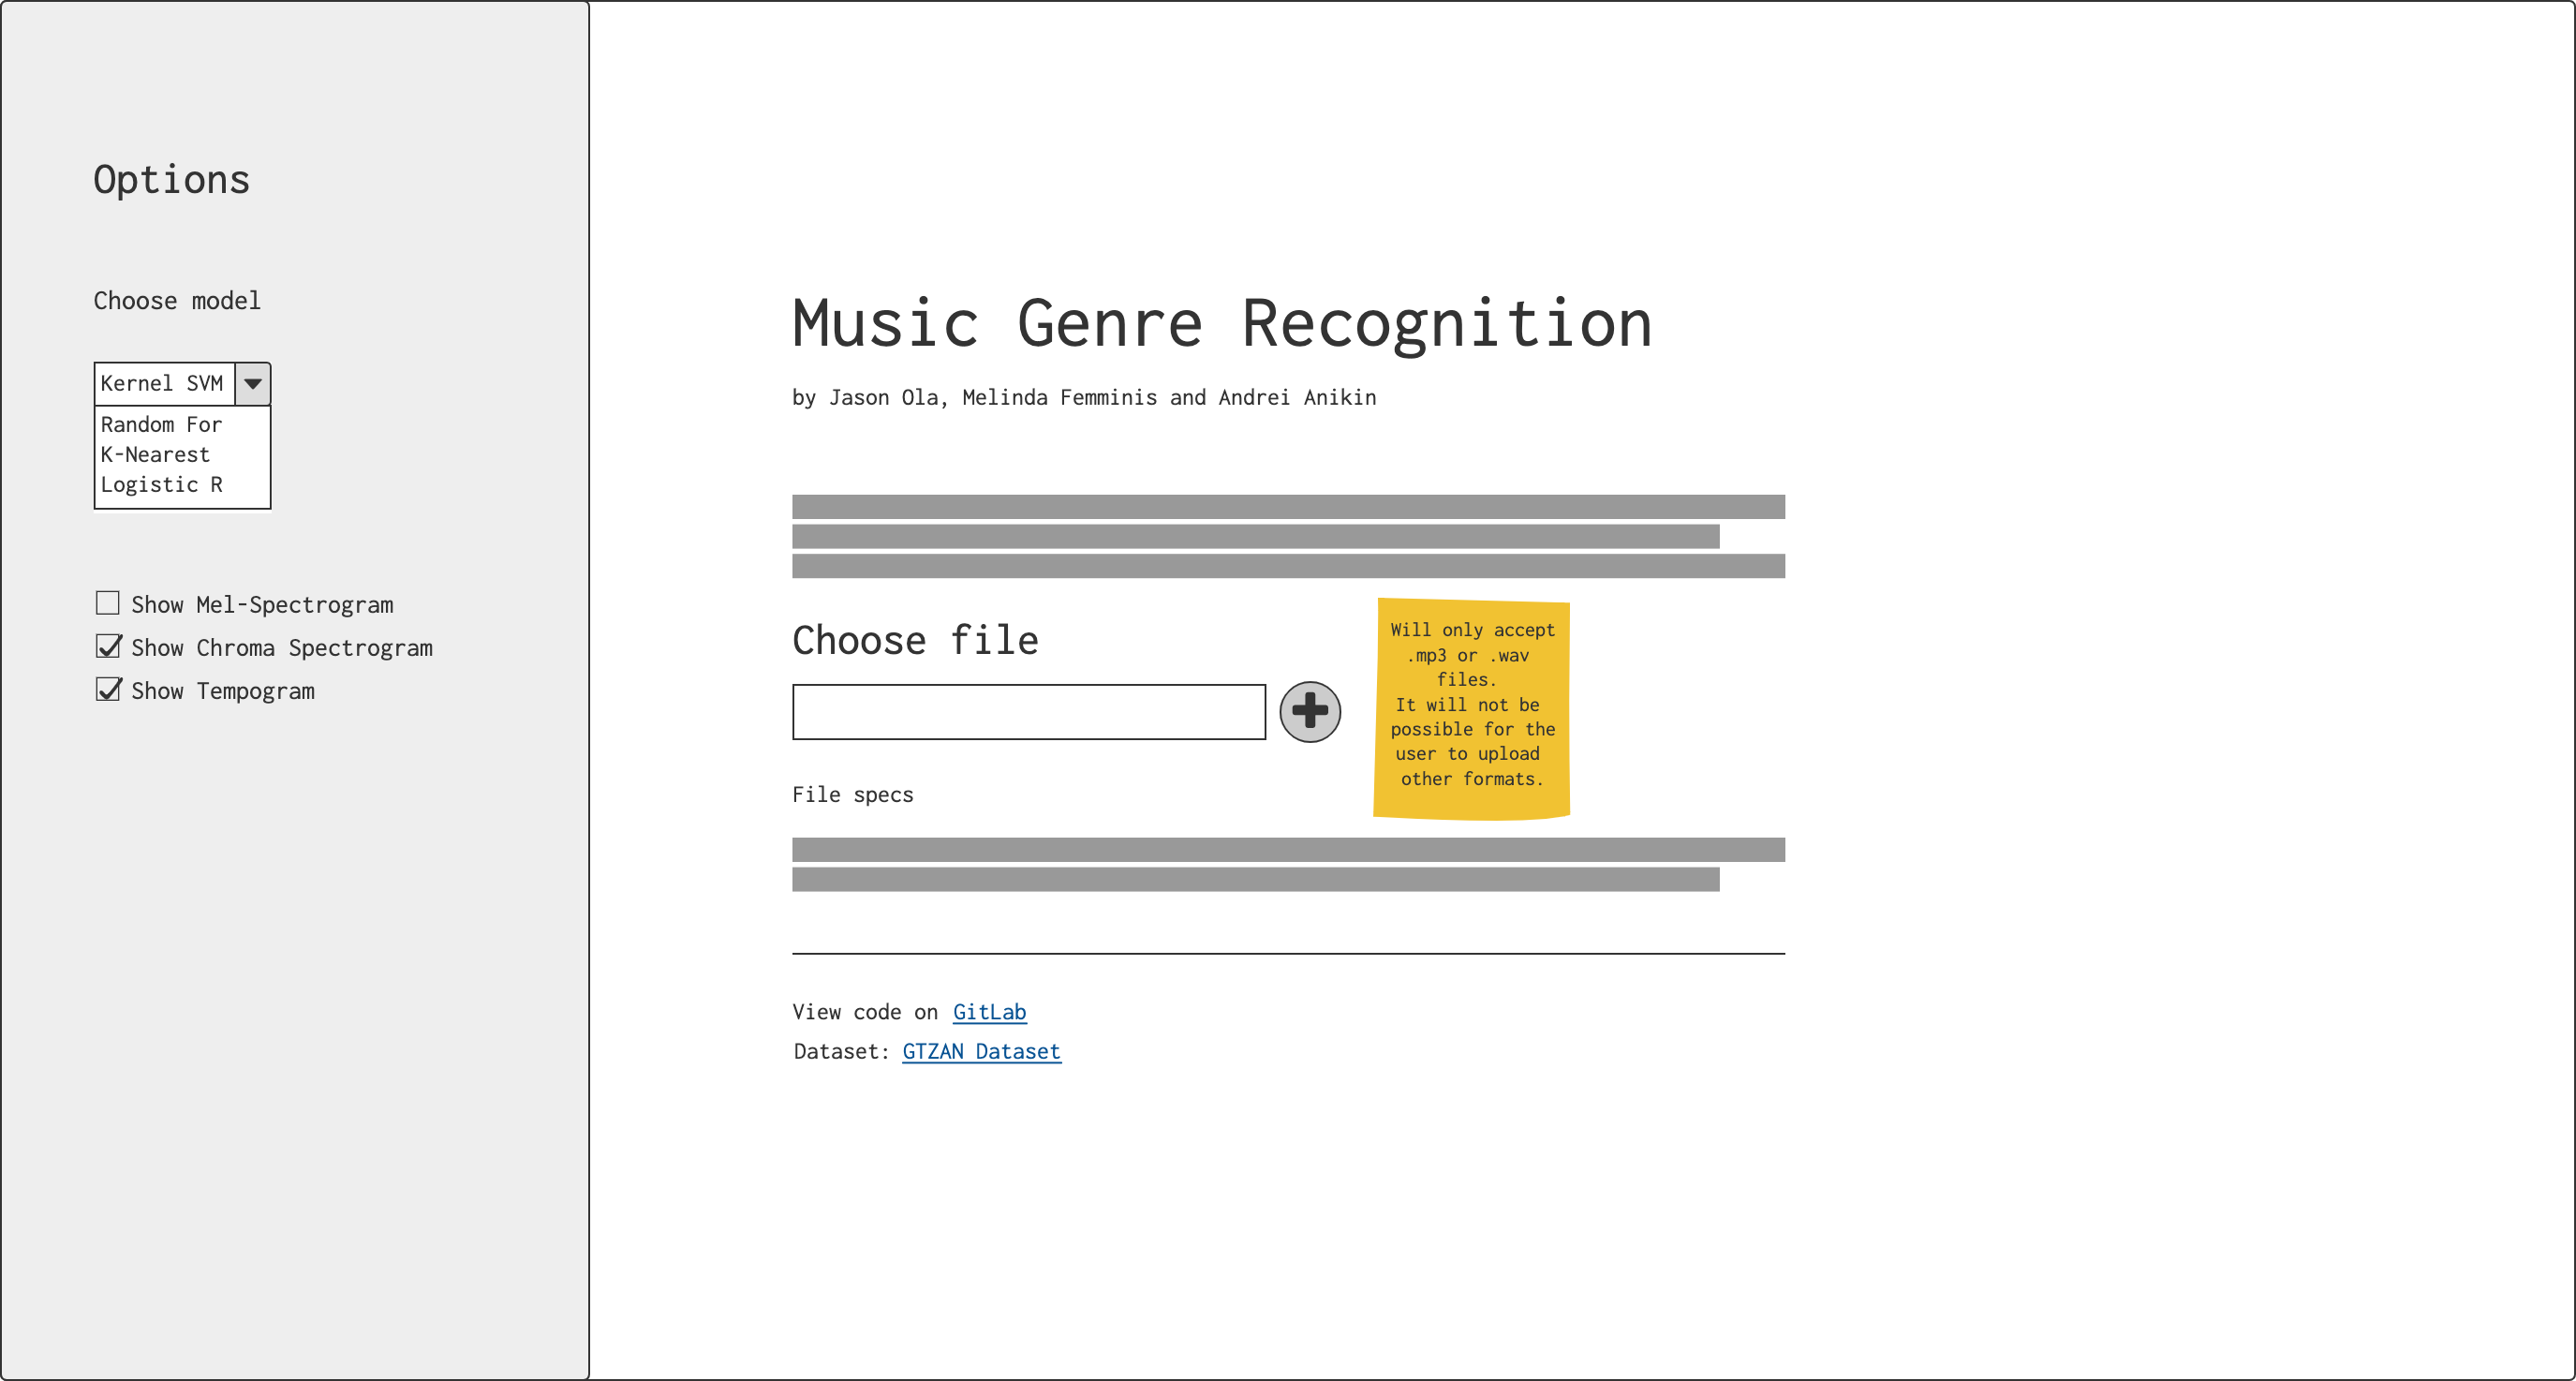 Options
Choose model
Kernel SVM
Random For
K-Nearest
Logistic R
Show Mel-Spectrogram
Show Chroma Spectrogram
Show Tempogram
Music Genre Recognition
by Jason Ola, Melinda Femminis and Andrei Anikin
Choose file
Will only accept
.mp3 or .wav
files.
It will not be
possible for the
user to upload
other formats.
File specs
View code on GitLab
Dataset: GTZAN Dataset